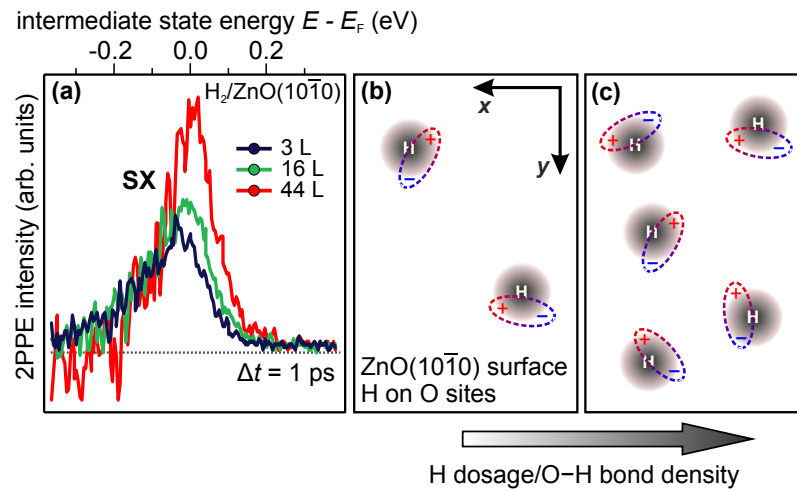 intermediate state energy E - E_F (eV)
-0.2 0.0 0.2
2PPE intensity (arb. units)
(a) H₂/ZnO(101̄0)
3 L
16 L
44 L
SX
Δt = 1 ps
(b)
x
y
H + −
H + −
ZnO(101̄0) surface
H on O sites
(c)
H + −
H + −
H + −
H + −
H + −
H dosage/O−H bond density